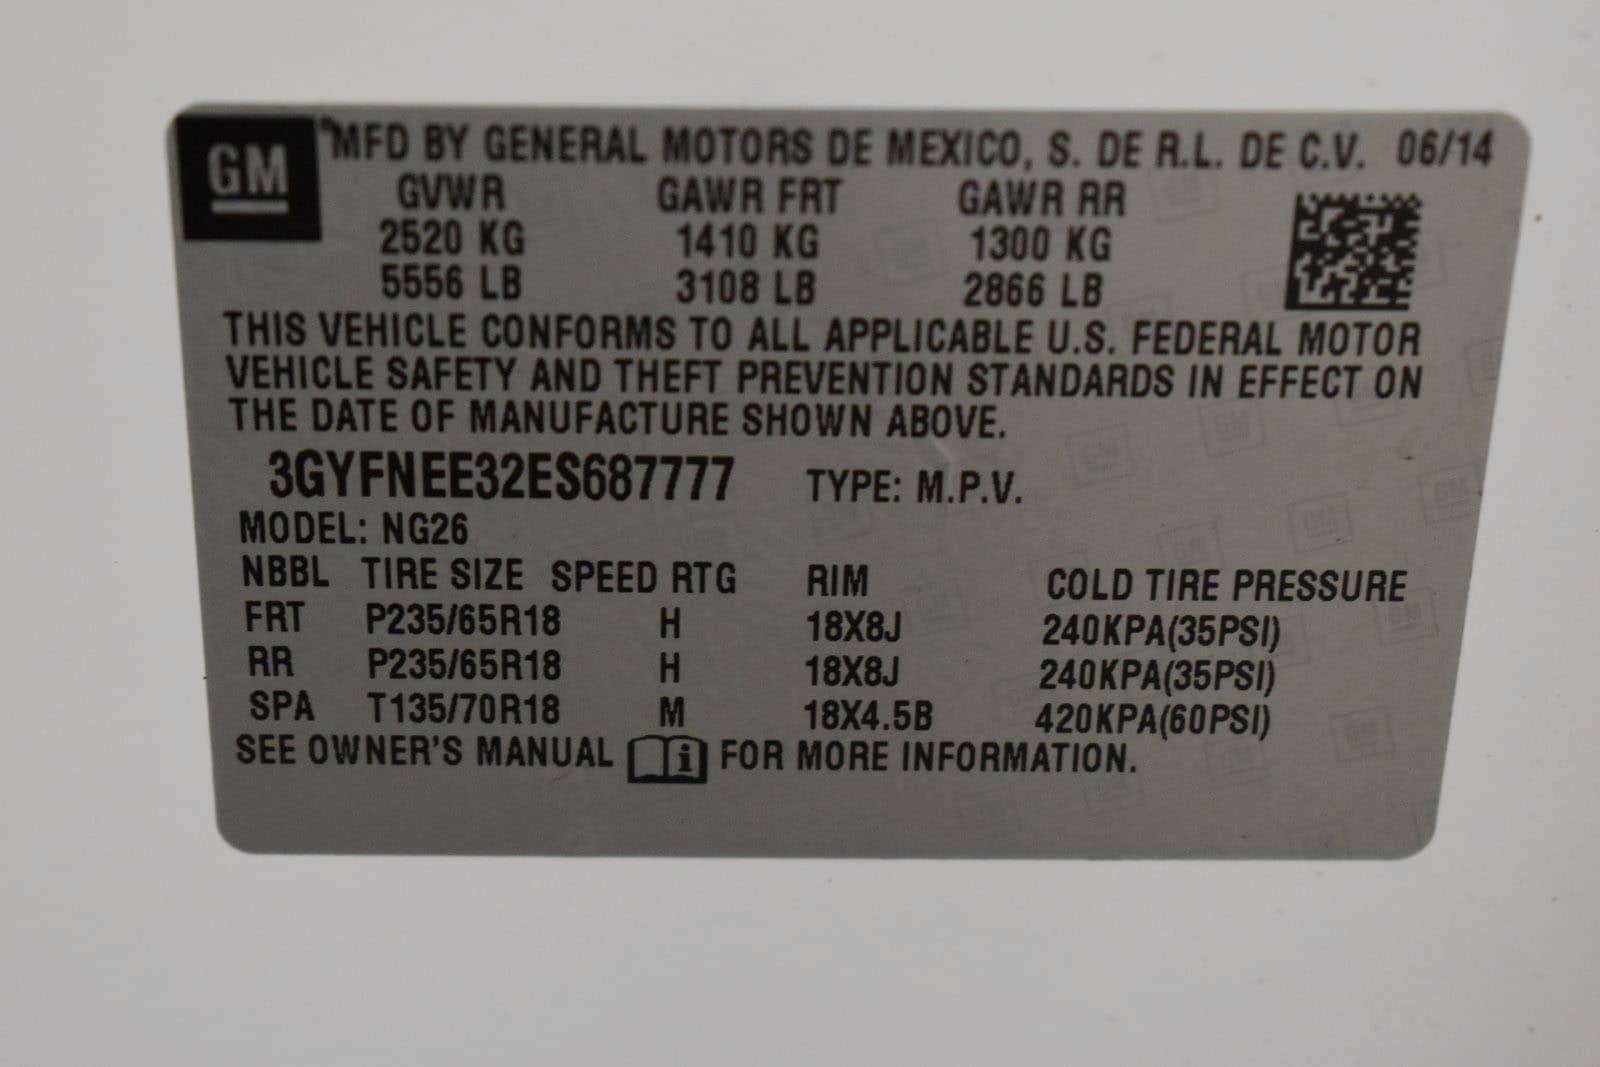 GM
MFD BY GENERAL MOTORS DE MEXICO, S. DE R.L. DE C.V. 06/14
GVWR GAWR FRT GAWR RR
2520 KG 1410 KG 1300 KG
5556 LB 3108 LB 2866 LB
THIS VEHICLE CONFORMS TO ALL APPLICABLE U.S. FEDERAL MOTOR
VEHICLE SAFETY AND THEFT PREVENTION STANDARDS IN EFFECT ON
THE DATE OF MANUFACTURE SHOWN ABOVE.
3GYFNEE32ES687777 TYPE: M.P.V.
MODEL: NG26
NBBL TIRE SIZE SPEED RTG RIM COLD TIRE PRESSURE
FRT P235/65R18 H 18X8J 240KPA(35PSI)
RR P235/65R18 H 18X8J 240KPA(35PSI)
SPA T135/70R18 M 18X4.5B 420KPA(60PSI)
SEE OWNER'S MANUAL i FOR MORE INFORMATION.